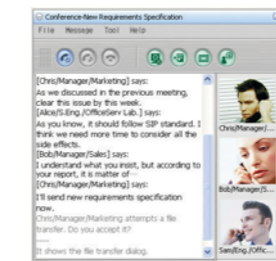 Conference-New Requirements Specification
File Message Tool Help
[Chris/Manager/Marketing] says:
As we discussed in the previous meeting,
clear this issue by this week.
[Alice/S.Eng./OfficeServ Lab.] says:
As you know, it should follow SIP standard. I
think we need more time to consider all the
side effects.
[Bob/Manager/Sales] says:
I understand what you insist, but according to
your report, it is matter of
[Chris/Manager/Marketing] says:
I'll send new requirements specification
now.
Chris/Manager/Marketing attempts a file
transfer. Do you accept it?
It shows the file transfer dialog.
Chris/Manager/...
Bob/Manager/S...
Sam/Eng./Offic...